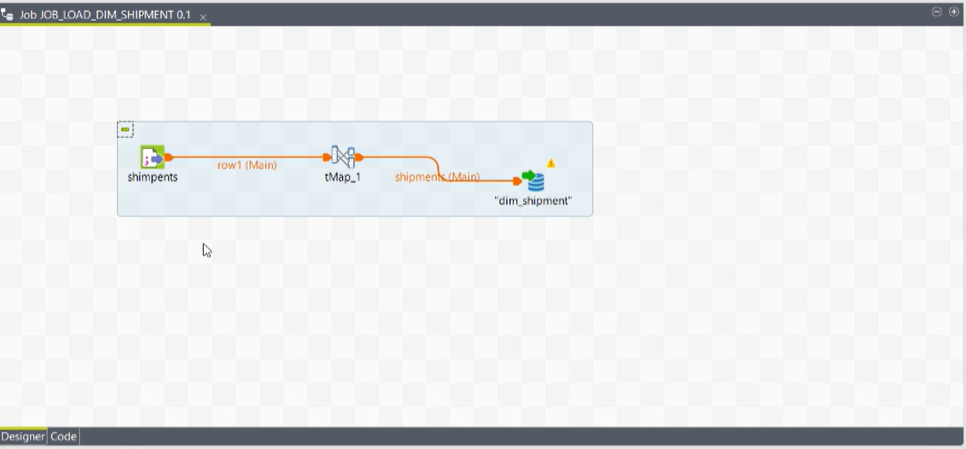 Job JOB_LOAD_DIM_SHIPMENT 0.1
row1 (Main)
shimpents
tMap_1
shipments (Main)
"dim_shipment"
Designer
Code